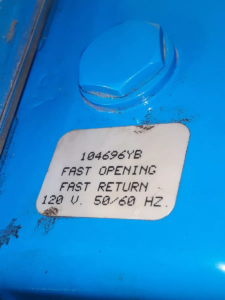 104696YB
FAST OPENING
FAST RETURN
120 V. 50/60 HZ.